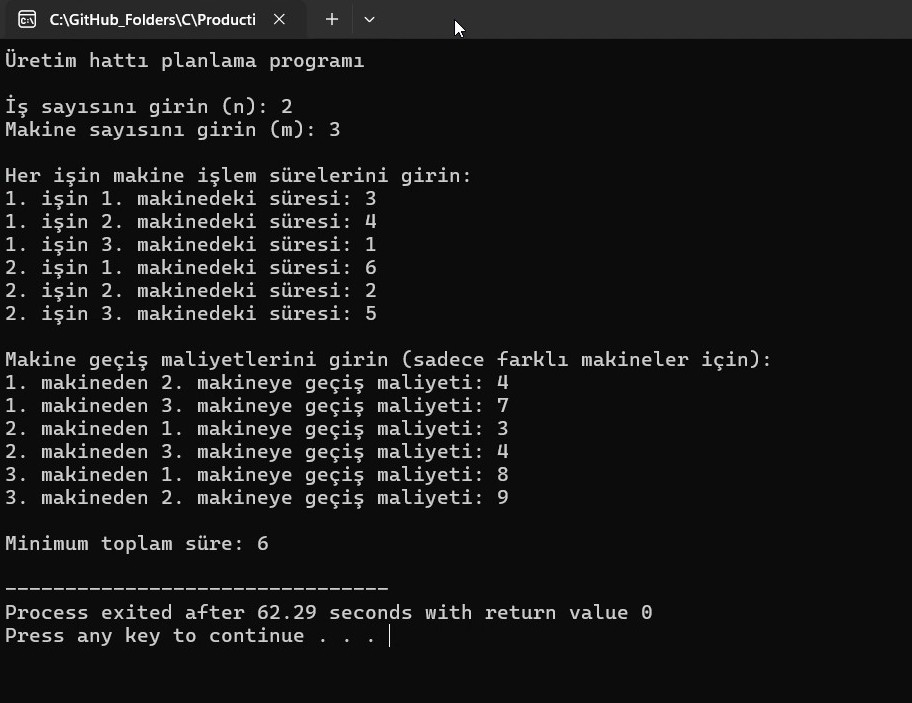 C:\GitHub_Folders\C\Producti
Üretim hattı planlama programı
İş sayısını girin (n): 2
Makine sayısını girin (m): 3
Her işin makine işlem sürelerini girin:
1. işin 1. makinedeki süresi: 3
1. işin 2. makinedeki süresi: 4
1. işin 3. makinedeki süresi: 1
2. işin 1. makinedeki süresi: 6
2. işin 2. makinedeki süresi: 2
2. işin 3. makinedeki süresi: 5
Makine geçiş maliyetlerini girin (sadece farklı makineler için):
1. makineden 2. makineye geçiş maliyeti: 4
1. makineden 3. makineye geçiş maliyeti: 7
2. makineden 1. makineye geçiş maliyeti: 3
2. makineden 3. makineye geçiş maliyeti: 4
3. makineden 1. makineye geçiş maliyeti: 8
3. makineden 2. makineye geçiş maliyeti: 9
Minimum toplam süre: 6
--------------------------------
Process exited after 62.29 seconds with return value 0
Press any key to continue . . .